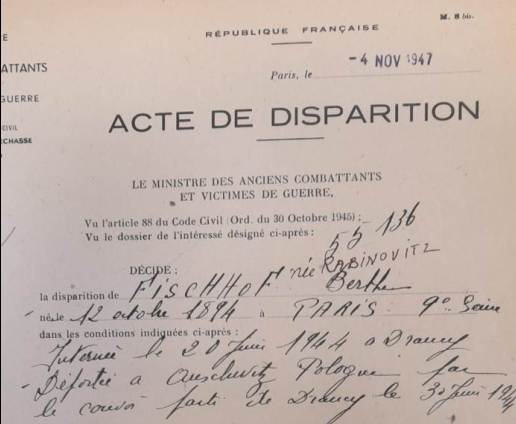 M. 8 bis.
RÉPUBLIQUE FRANÇAISE
E
ATTANTS
GUERRE
CIVIL
ECHASSE
Paris, le -4 NOV 1947
ACTE DE DISPARITION
LE MINISTRE DES ANCIENS COMBATTANTS
ET VICTIMES DE GUERRE,
Vu l'article 88 du Code Civil (Ord. du 30 Octobre 1945) ;
Vu le dossier de l'intéressé désigné ci-après : 55 136
DÉCIDE :
née RABINOVITZ
la disparition de FISCHHOF Berthe
né le 12 octobre 1894 à PARIS. 9e Seine
dans les conditions indiquées ci-après :
Internée le 20 Juin 1944 a Drancy
Déportée a Auschwitz Pologne par
le convoi parti de Drancy le 30 Juin 1944